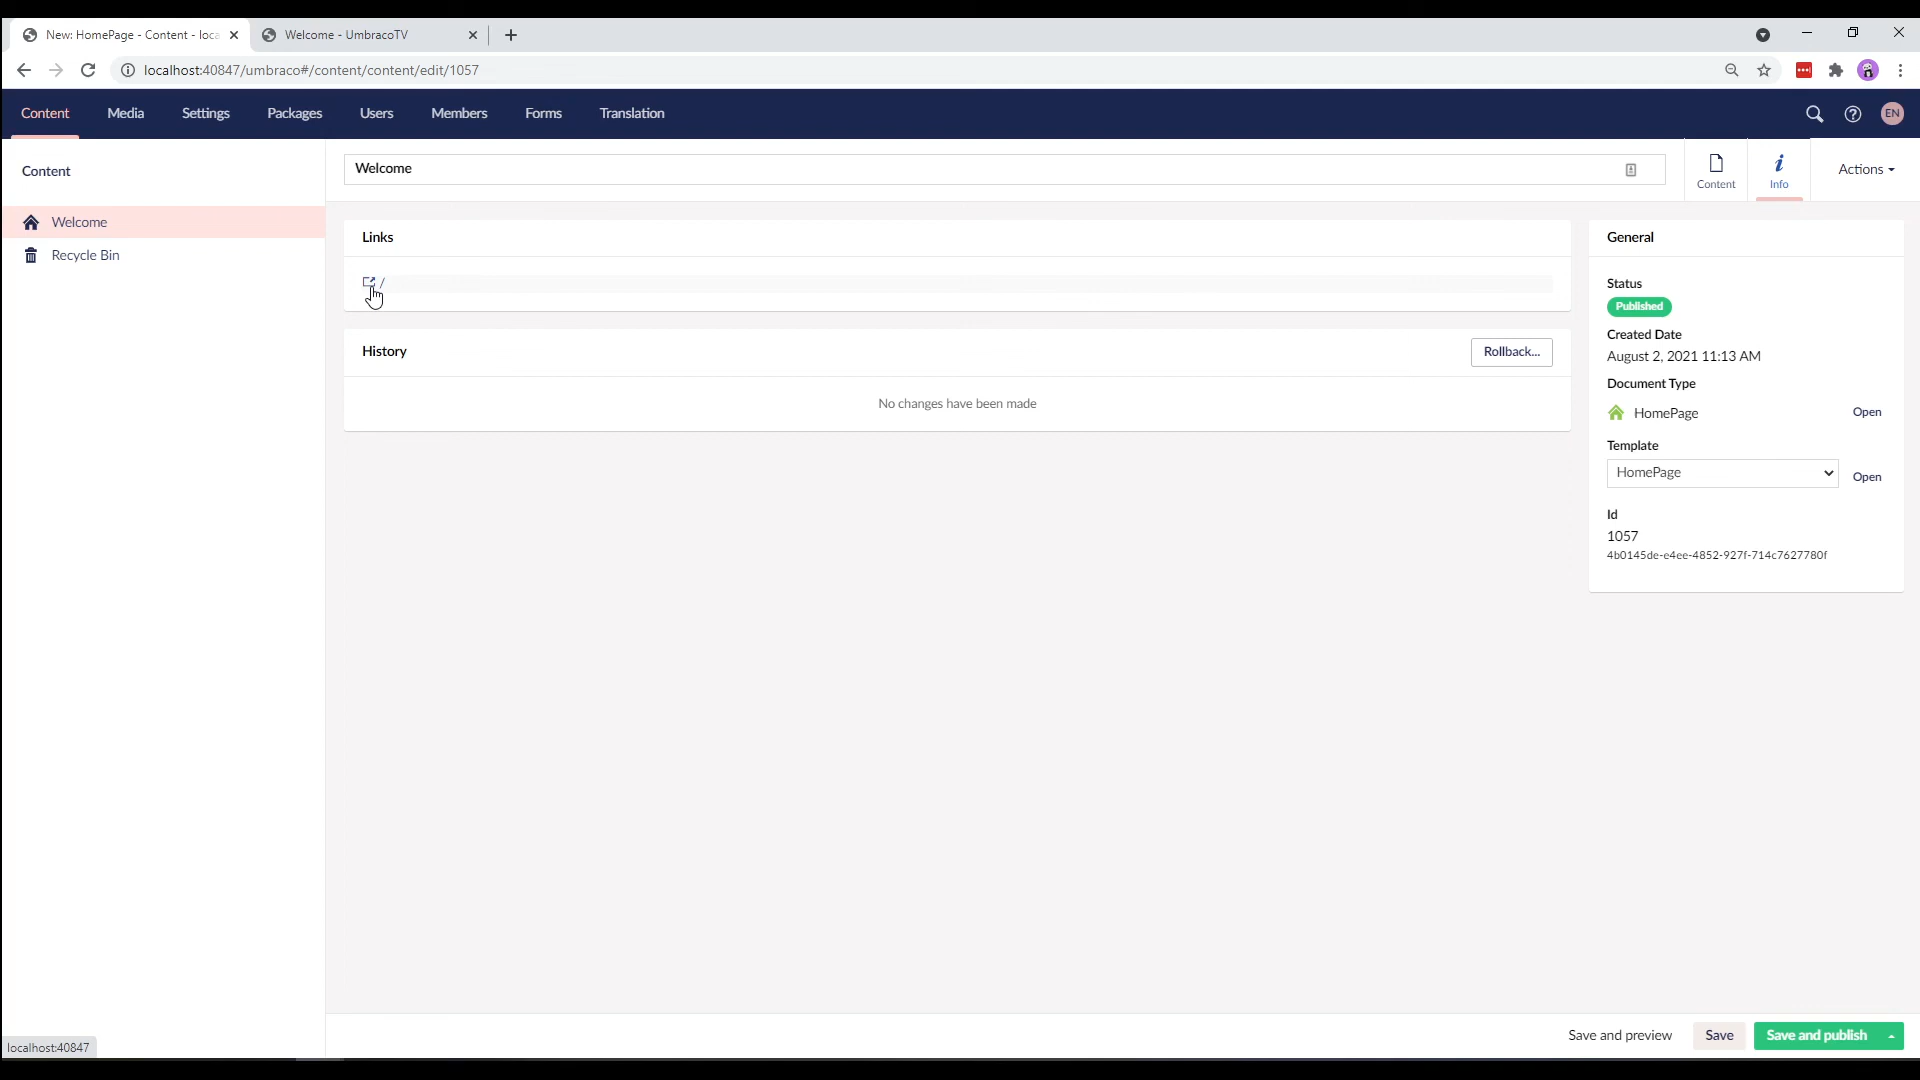 New: HomePage - Content - loca
Welcome - UmbracoTV
localhost:40847/umbraco#/content/content/edit/1057
Content
Media
Settings
Packages
Users
Members
Forms
Translation
EN
Content
Welcome
Recycle Bin
Welcome
Content
Info
Actions
Links
/
History
Rollback...
No changes have been made
General
Status
Published
Created Date
August 2, 2021 11:13 AM
Document Type
HomePage
Open
Template
HomePage
Open
Id
1057
4b0145de-e4ee-4852-927f-714c7627780f
localhost:40847
Save and preview
Save
Save and publish